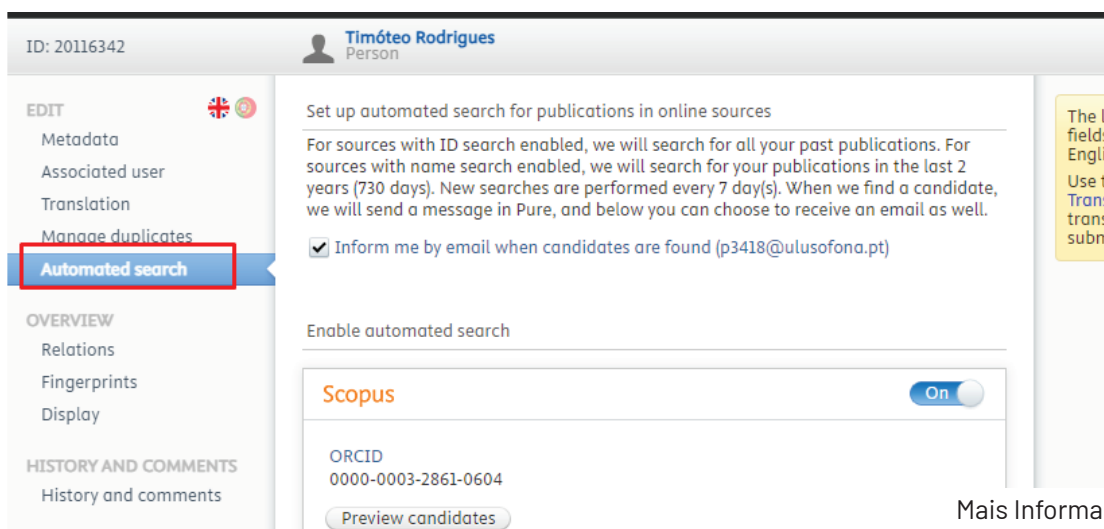 ID: 20116342
Timóteo Rodrigues
Person
EDIT
Metadata
Associated user
Translation
Manage duplicates
Automated search
OVERVIEW
Relations
Fingerprints
Display
HISTORY AND COMMENTS
History and comments
Set up automated search for publications in online sources
For sources with ID search enabled, we will search for all your past publications. For
sources with name search enabled, we will search for your publications in the last 2
years (730 days). New searches are performed every 7 day(s). When we find a candidate,
we will send a message in Pure, and below you can choose to receive an email as well.
Inform me by email when candidates are found (p3418@ulusofona.pt)
Enable automated search
Scopus
On
ORCID
0000-0003-2861-0604
Preview candidates
The
Use
Mais